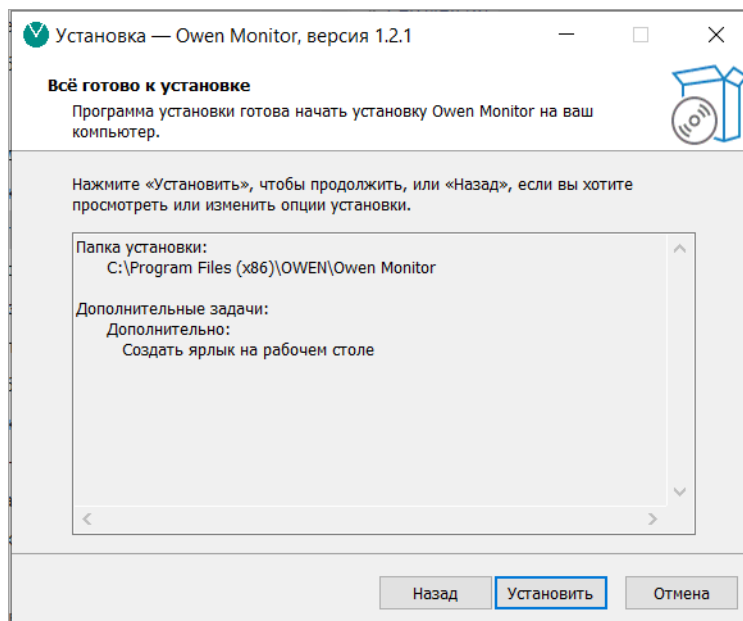 Установка — Owen Monitor, версия 1.2.1
Всё готово к установке
Программа установки готова начать установку Owen Monitor на ваш
компьютер.
Нажмите «Установить», чтобы продолжить, или «Назад», если вы хотите
просмотреть или изменить опции установки.
Папка установки:
C:\Program Files (x86)\OWEN\Owen Monitor
Дополнительные задачи:
Дополнительно:
Создать ярлык на рабочем столе
Назад
Установить
Отмена